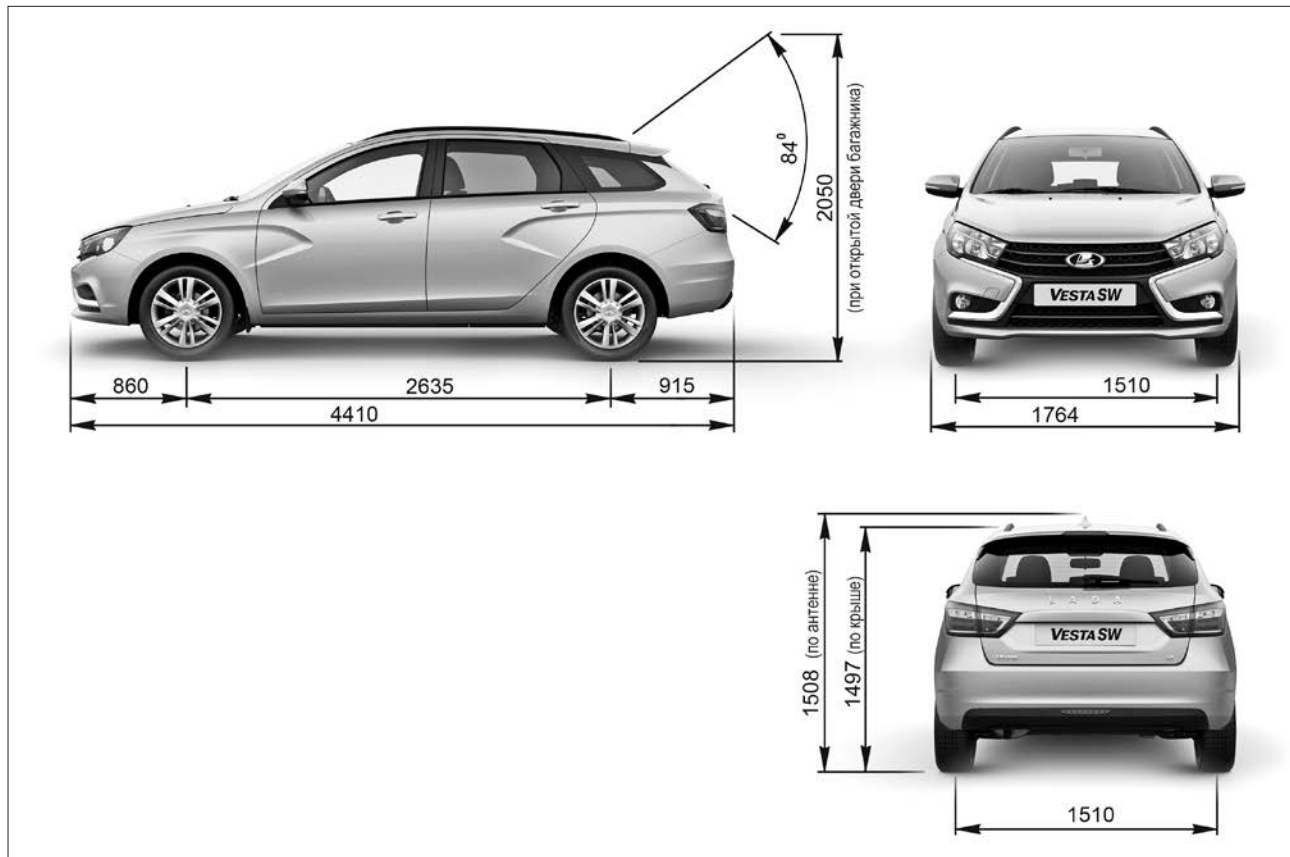 84⁰
2050
(при открытой двери багажника)
860
2635
915
4410
VESTA SW
1510
1764
1508 (по антенне)
1497 (по крыше)
LADA
VESTA SW
1510